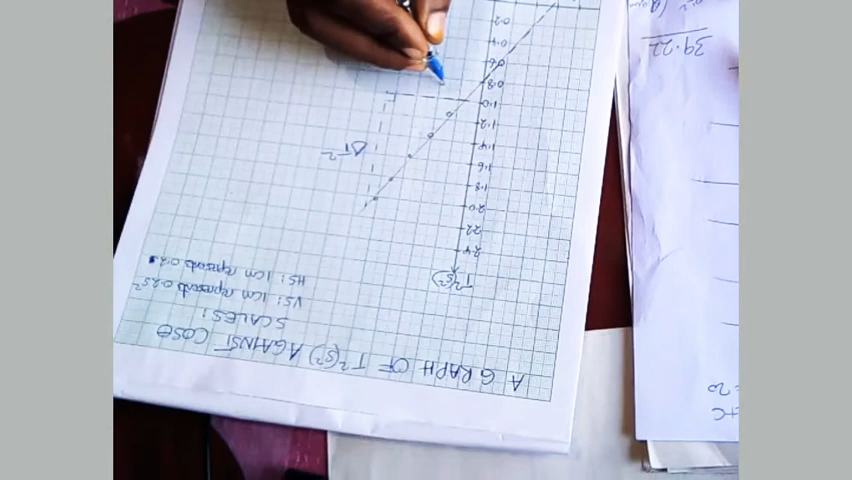 A GRAPH OF T²(S²) AGAINST COSθ
SCALES:
VS: 1cm represents 0.2s²
HS: 1cm represents 0.2
T²(S²)
2.4
2.2
2.0
1.8
1.6
1.4
1.2
1.0
0.8
0.6
0.4
0.2
ΔT²
39.22
+C
= 20